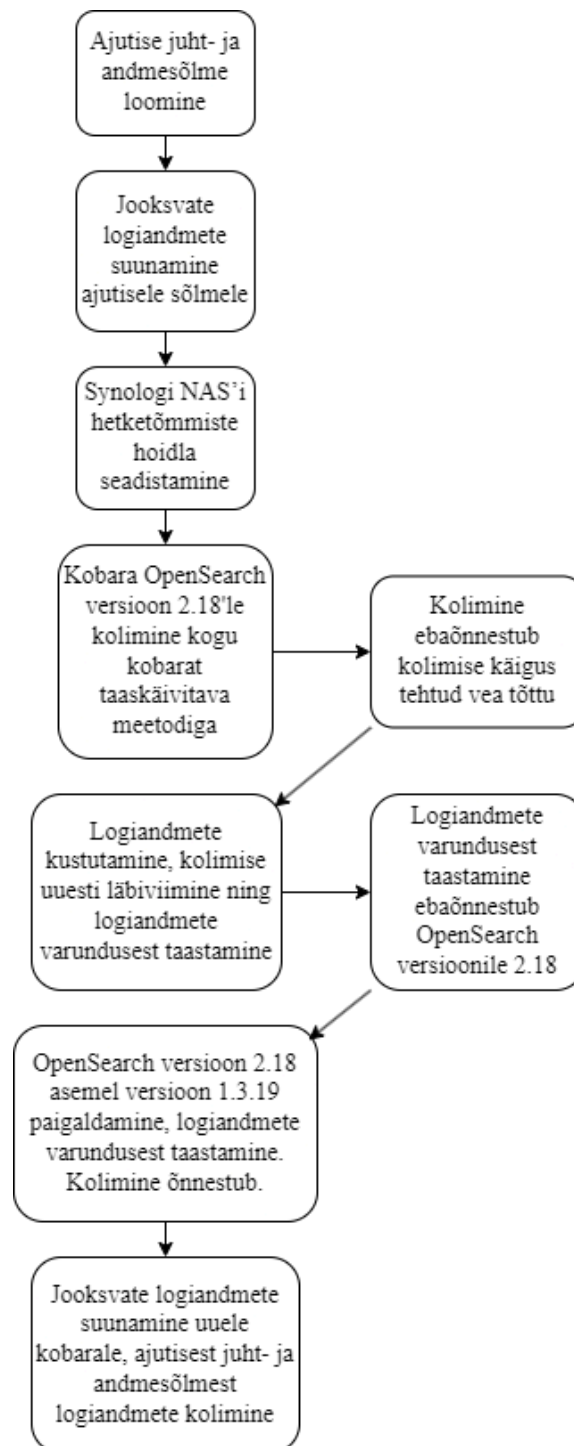 Ajutise juht- ja
andmesõlme
loomine
Jooksvate
logiandmete
suunamine
ajutisele sõlmele
Synologi NAS'i
hetketõmmiste
hoidla
seadistamine
Kobara OpenSearch
versioon 2.18'le
kolimine kogu
kobarat
taaskäivitava
meetodiga
Kolimine
ebaõnnestub
kolimise käigus
tehtud vea tõttu
Logiandmete
kustutamine, kolimise
uuesti läbiviimine ning
logiandmete
varundusest taastamine
Logiandmete
varundusest
taastamine
ebaõnnestub
OpenSearch
versioonile 2.18
OpenSearch versioon 2.18
asemel versioon 1.3.19
paigaldamine, logiandmete
varundusest taastamine.
Kolimine õnnestub.
Jooksvate logiandmete
suunamine uuele
kobarale, ajutisest juht- ja
andmesõlmest
logiandmete kolimine